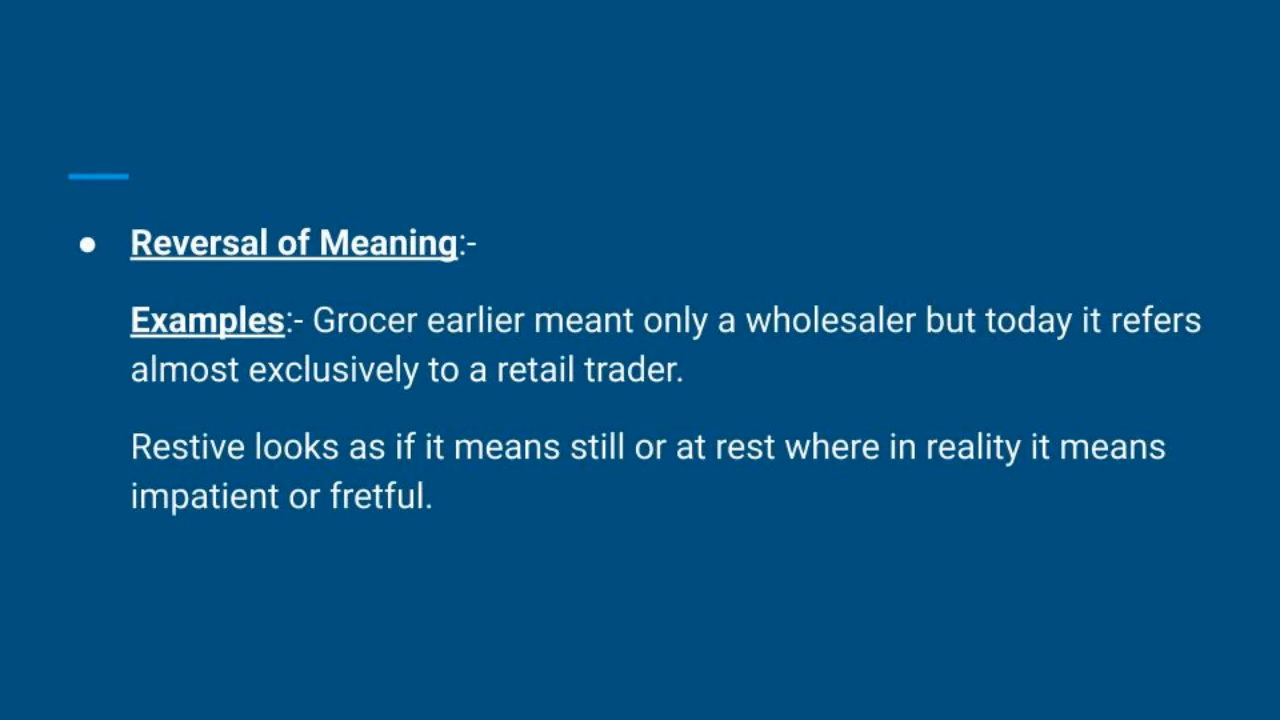 ● Reversal of Meaning:-
Examples:- Grocer earlier meant only a wholesaler but today it refers
almost exclusively to a retail trader.
Restive looks as if it means still or at rest where in reality it means
impatient or fretful.